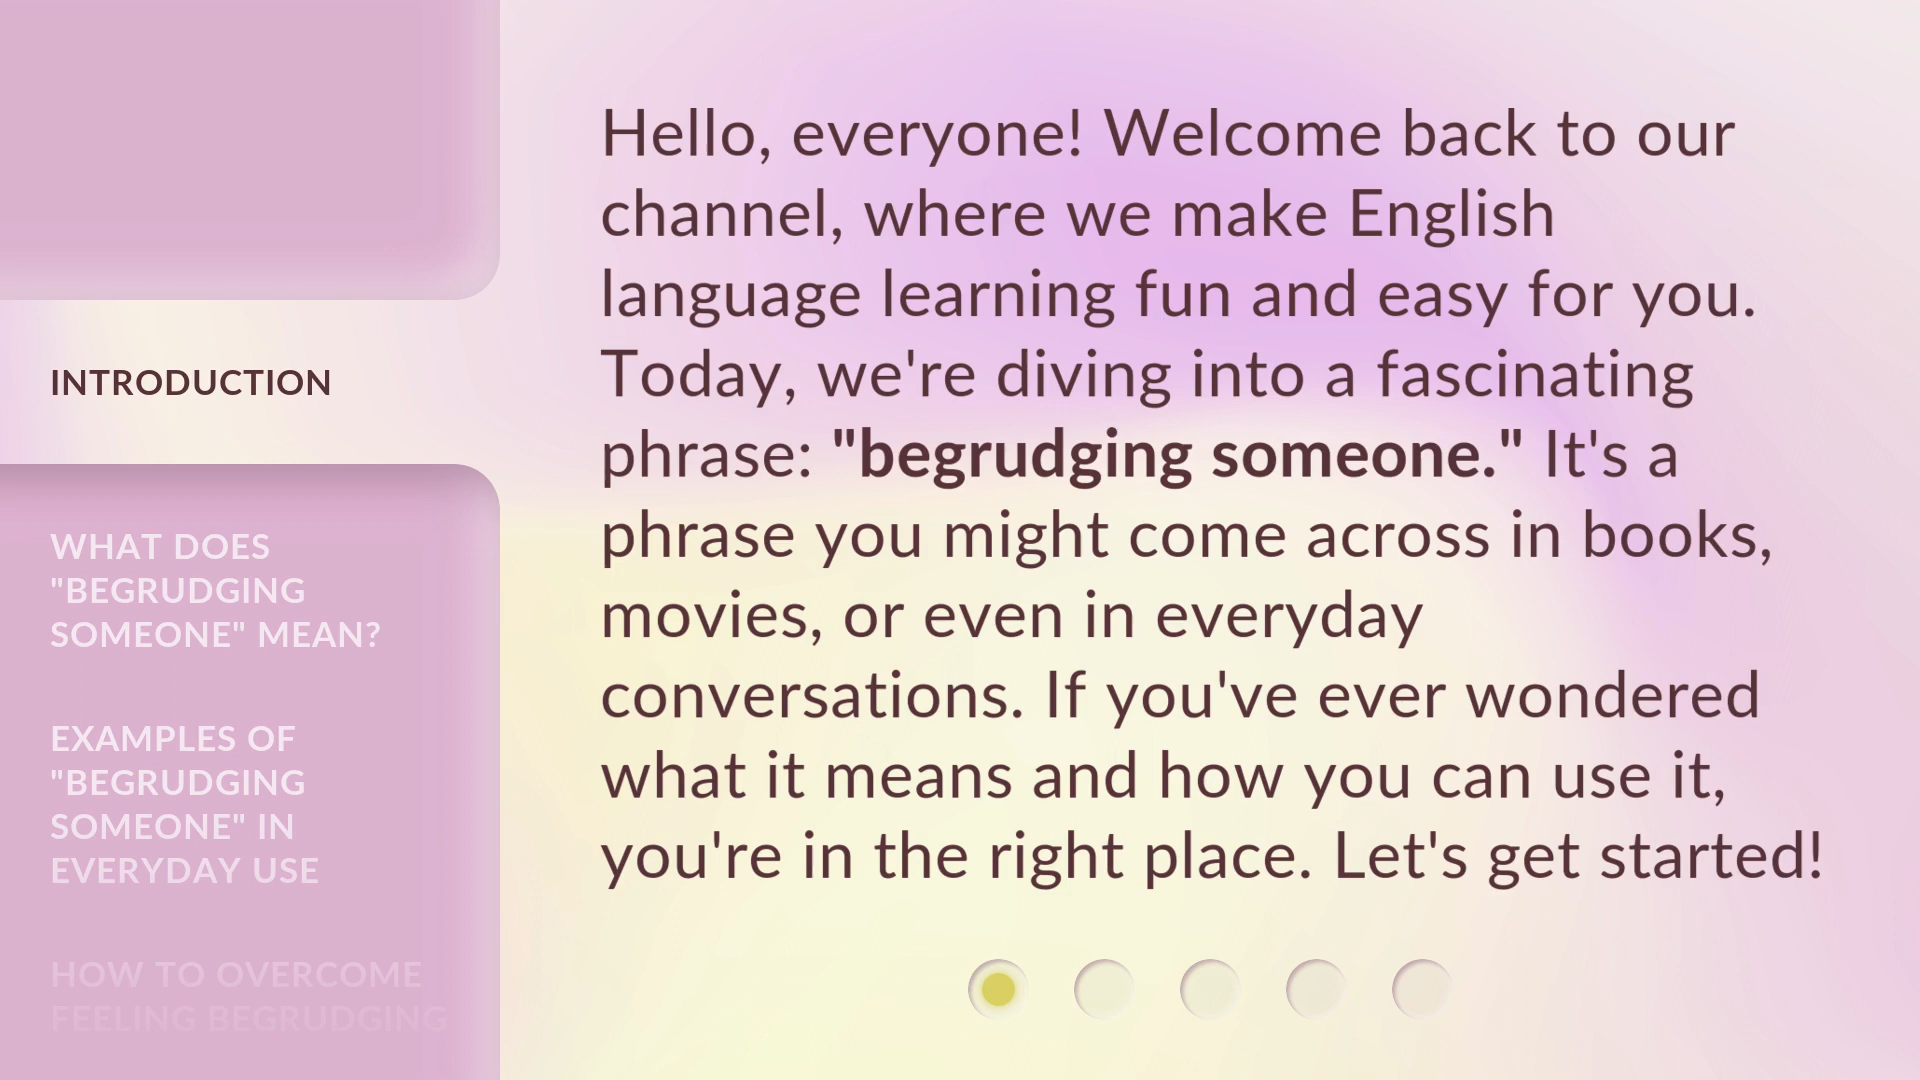 INTRODUCTION
WHAT DOES
"BEGRUDGING
SOMEONE" MEAN?
EXAMPLES OF
"BEGRUDGING
SOMEONE" IN
EVERYDAY USE
HOW TO OVERCOME
FEELING BEGRUDGING
Hello, everyone! Welcome back to our
channel, where we make English
language learning fun and easy for you.
Today, we're diving into a fascinating
phrase: "begrudging someone." It's a
phrase you might come across in books,
movies, or even in everyday
conversations. If you've ever wondered
what it means and how you can use it,
you're in the right place. Let's get started!